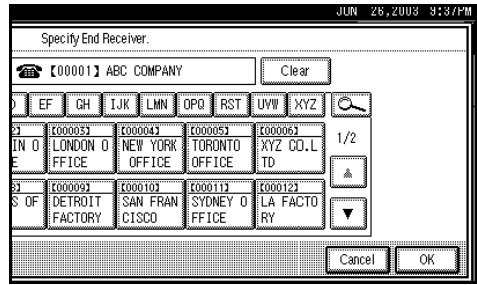 JUN 26,2003 9:37PM
Specify End Receiver.
☎ 【00001】 ABC COMPANY Clear
EF GH IJK LMN OPQ RST UVW XYZ
【00003】 【00004】 【00005】 【00006】
IN O LONDON O NEW YORK TORONTO XYZ CO.L 1/2
E FFICE OFFICE OFFICE TD
【00009】 【00010】 【00011】 【00012】
S OF DETROIT SAN FRAN SYDNEY O LA FACTO
FACTORY CISCO FFICE RY
Cancel OK